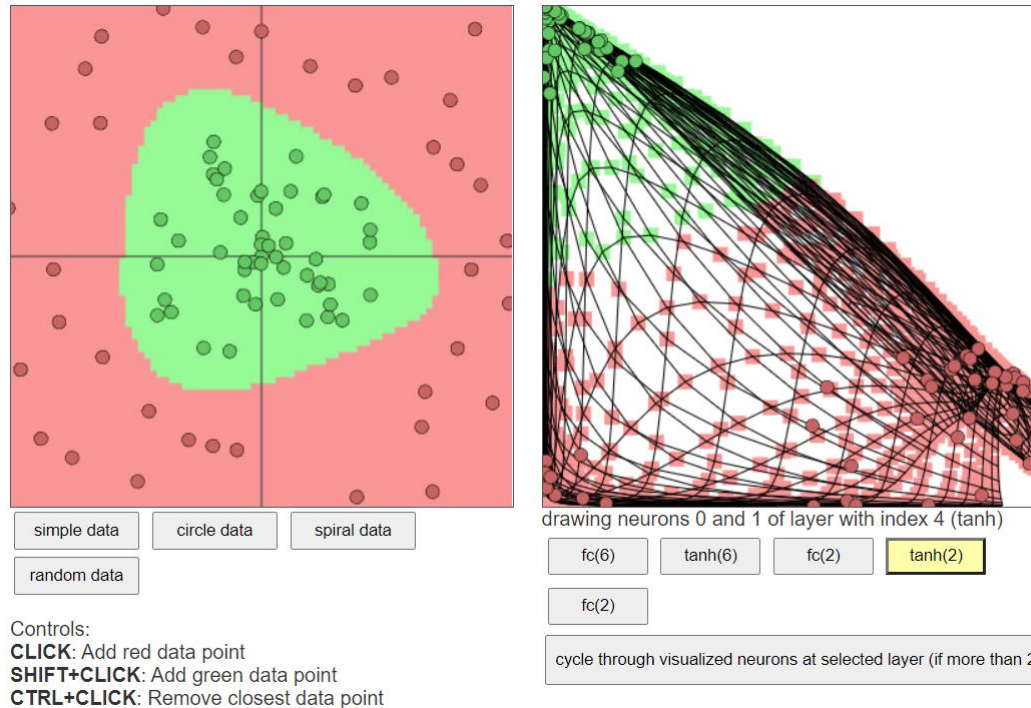 simple data
circle data
spiral data
random data
Controls:
CLICK: Add red data point
SHIFT+CLICK: Add green data point
CTRL+CLICK: Remove closest data point
drawing neurons 0 and 1 of layer with index 4 (tanh)
fc(6)
tanh(6)
fc(2)
tanh(2)
fc(2)
cycle through visualized neurons at selected layer (if more than 2